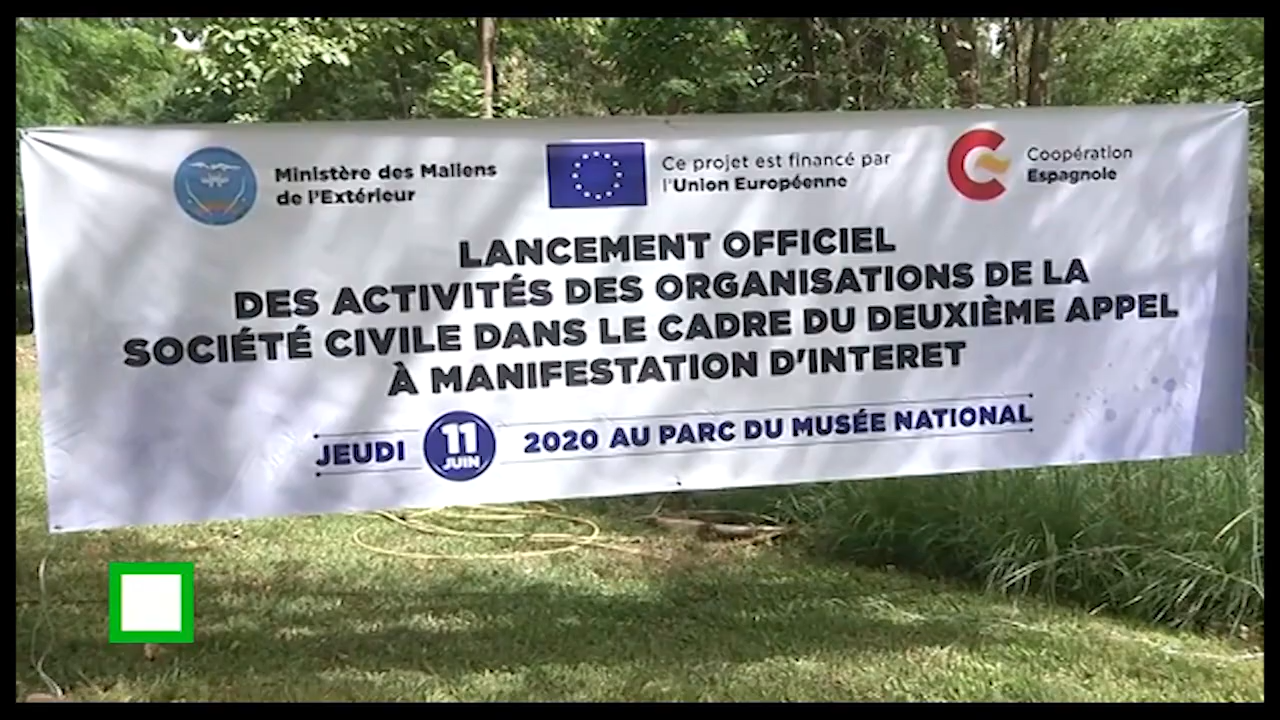 Ministère des Maliens
de l'Extérieur
Ce projet est financé par
l'Union Européenne
Coopération
Espagnole
LANCEMENT OFFICIEL
DES ACTIVITÉS DES ORGANISATIONS DE LA
SOCIÉTÉ CIVILE DANS LE CADRE DU DEUXIÈME APPEL
À MANIFESTATION D'INTERET
JEUDI 11 JUIN 2020 AU PARC DU MUSÉE NATIONAL